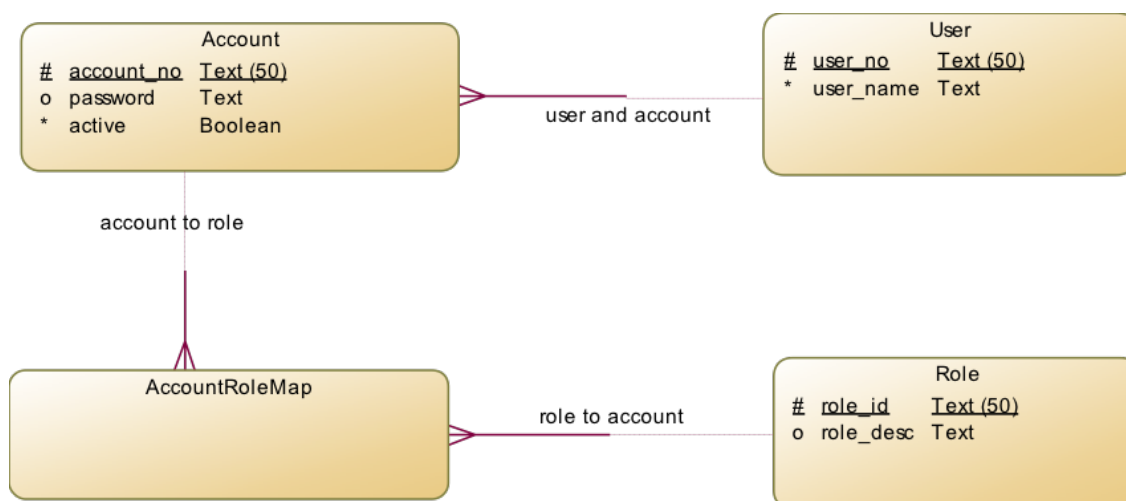 Account
# account_no Text (50)
o password Text
* active Boolean
User
# user_no Text (50)
* user_name Text
user and account
account to role
AccountRoleMap
role to account
Role
# role_id Text (50)
o role_desc Text